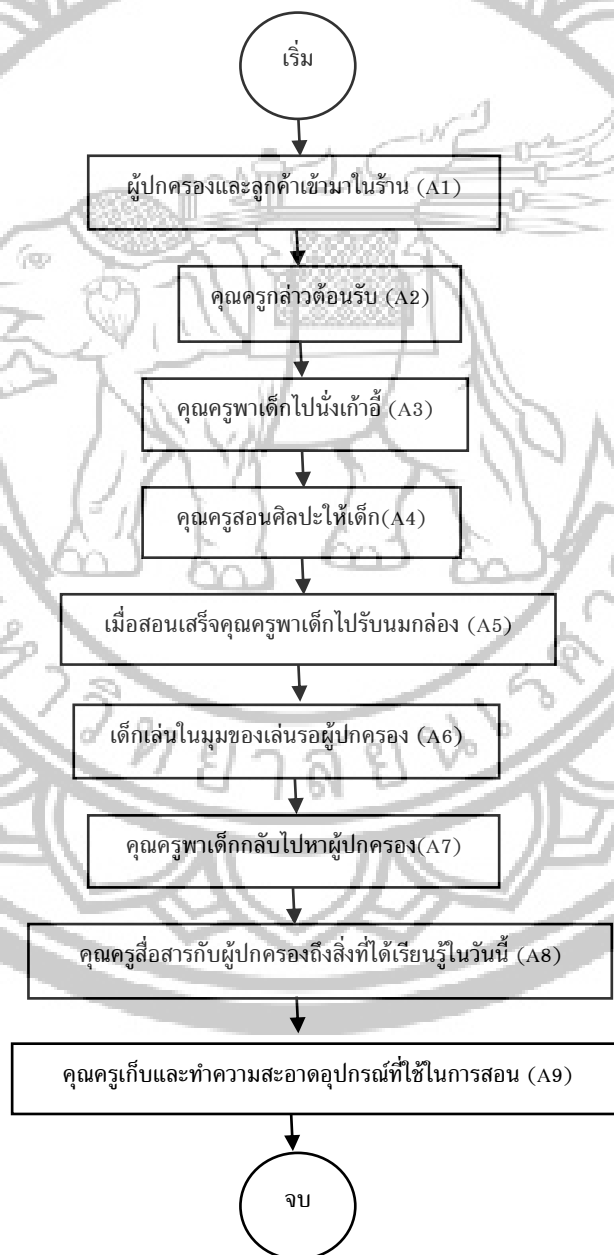 เริ่ม
ผู้ปกครองและลูกค้าเข้ามาในร้าน (A1)
คุณครูกล่าวต้อนรับ (A2)
คุณครูพาเด็กไปนั่งเก้าอี้ (A3)
คุณครูสอนศิลปะให้เด็ก(A4)
เมื่อสอนเสร็จคุณครูพาเด็กไปรับนมกล่อง (A5)
เด็กเล่นในมุมของเล่นรอผู้ปกครอง (A6)
คุณครูพาเด็กกลับไปหาผู้ปกครอง(A7)
คุณครูสื่อสารกับผู้ปกครองถึงสิ่งที่ได้เรียนรู้ในวันนี้ (A8)
คุณครูเก็บและทำความสะอาดอุปกรณ์ที่ใช้ในการสอน (A9)
จบ